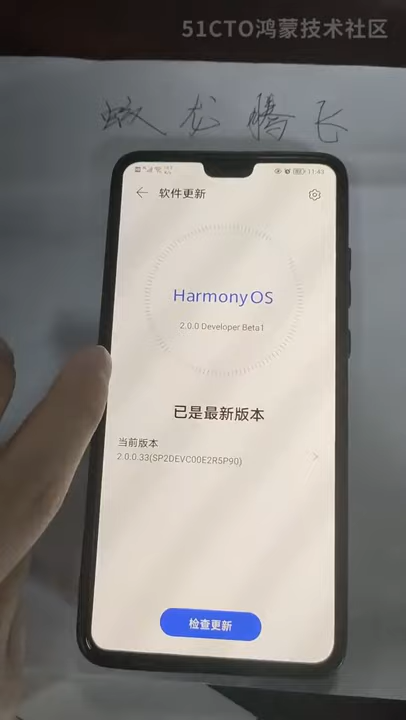 51CTO鸿蒙技术社区
蛟龙腾飞
11:43
软件更新
HarmonyOS
2.0.0 Developer Beta1
已是最新版本
当前版本
2.0.0.33(SP2DEVC00E2R5P90)
检查更新